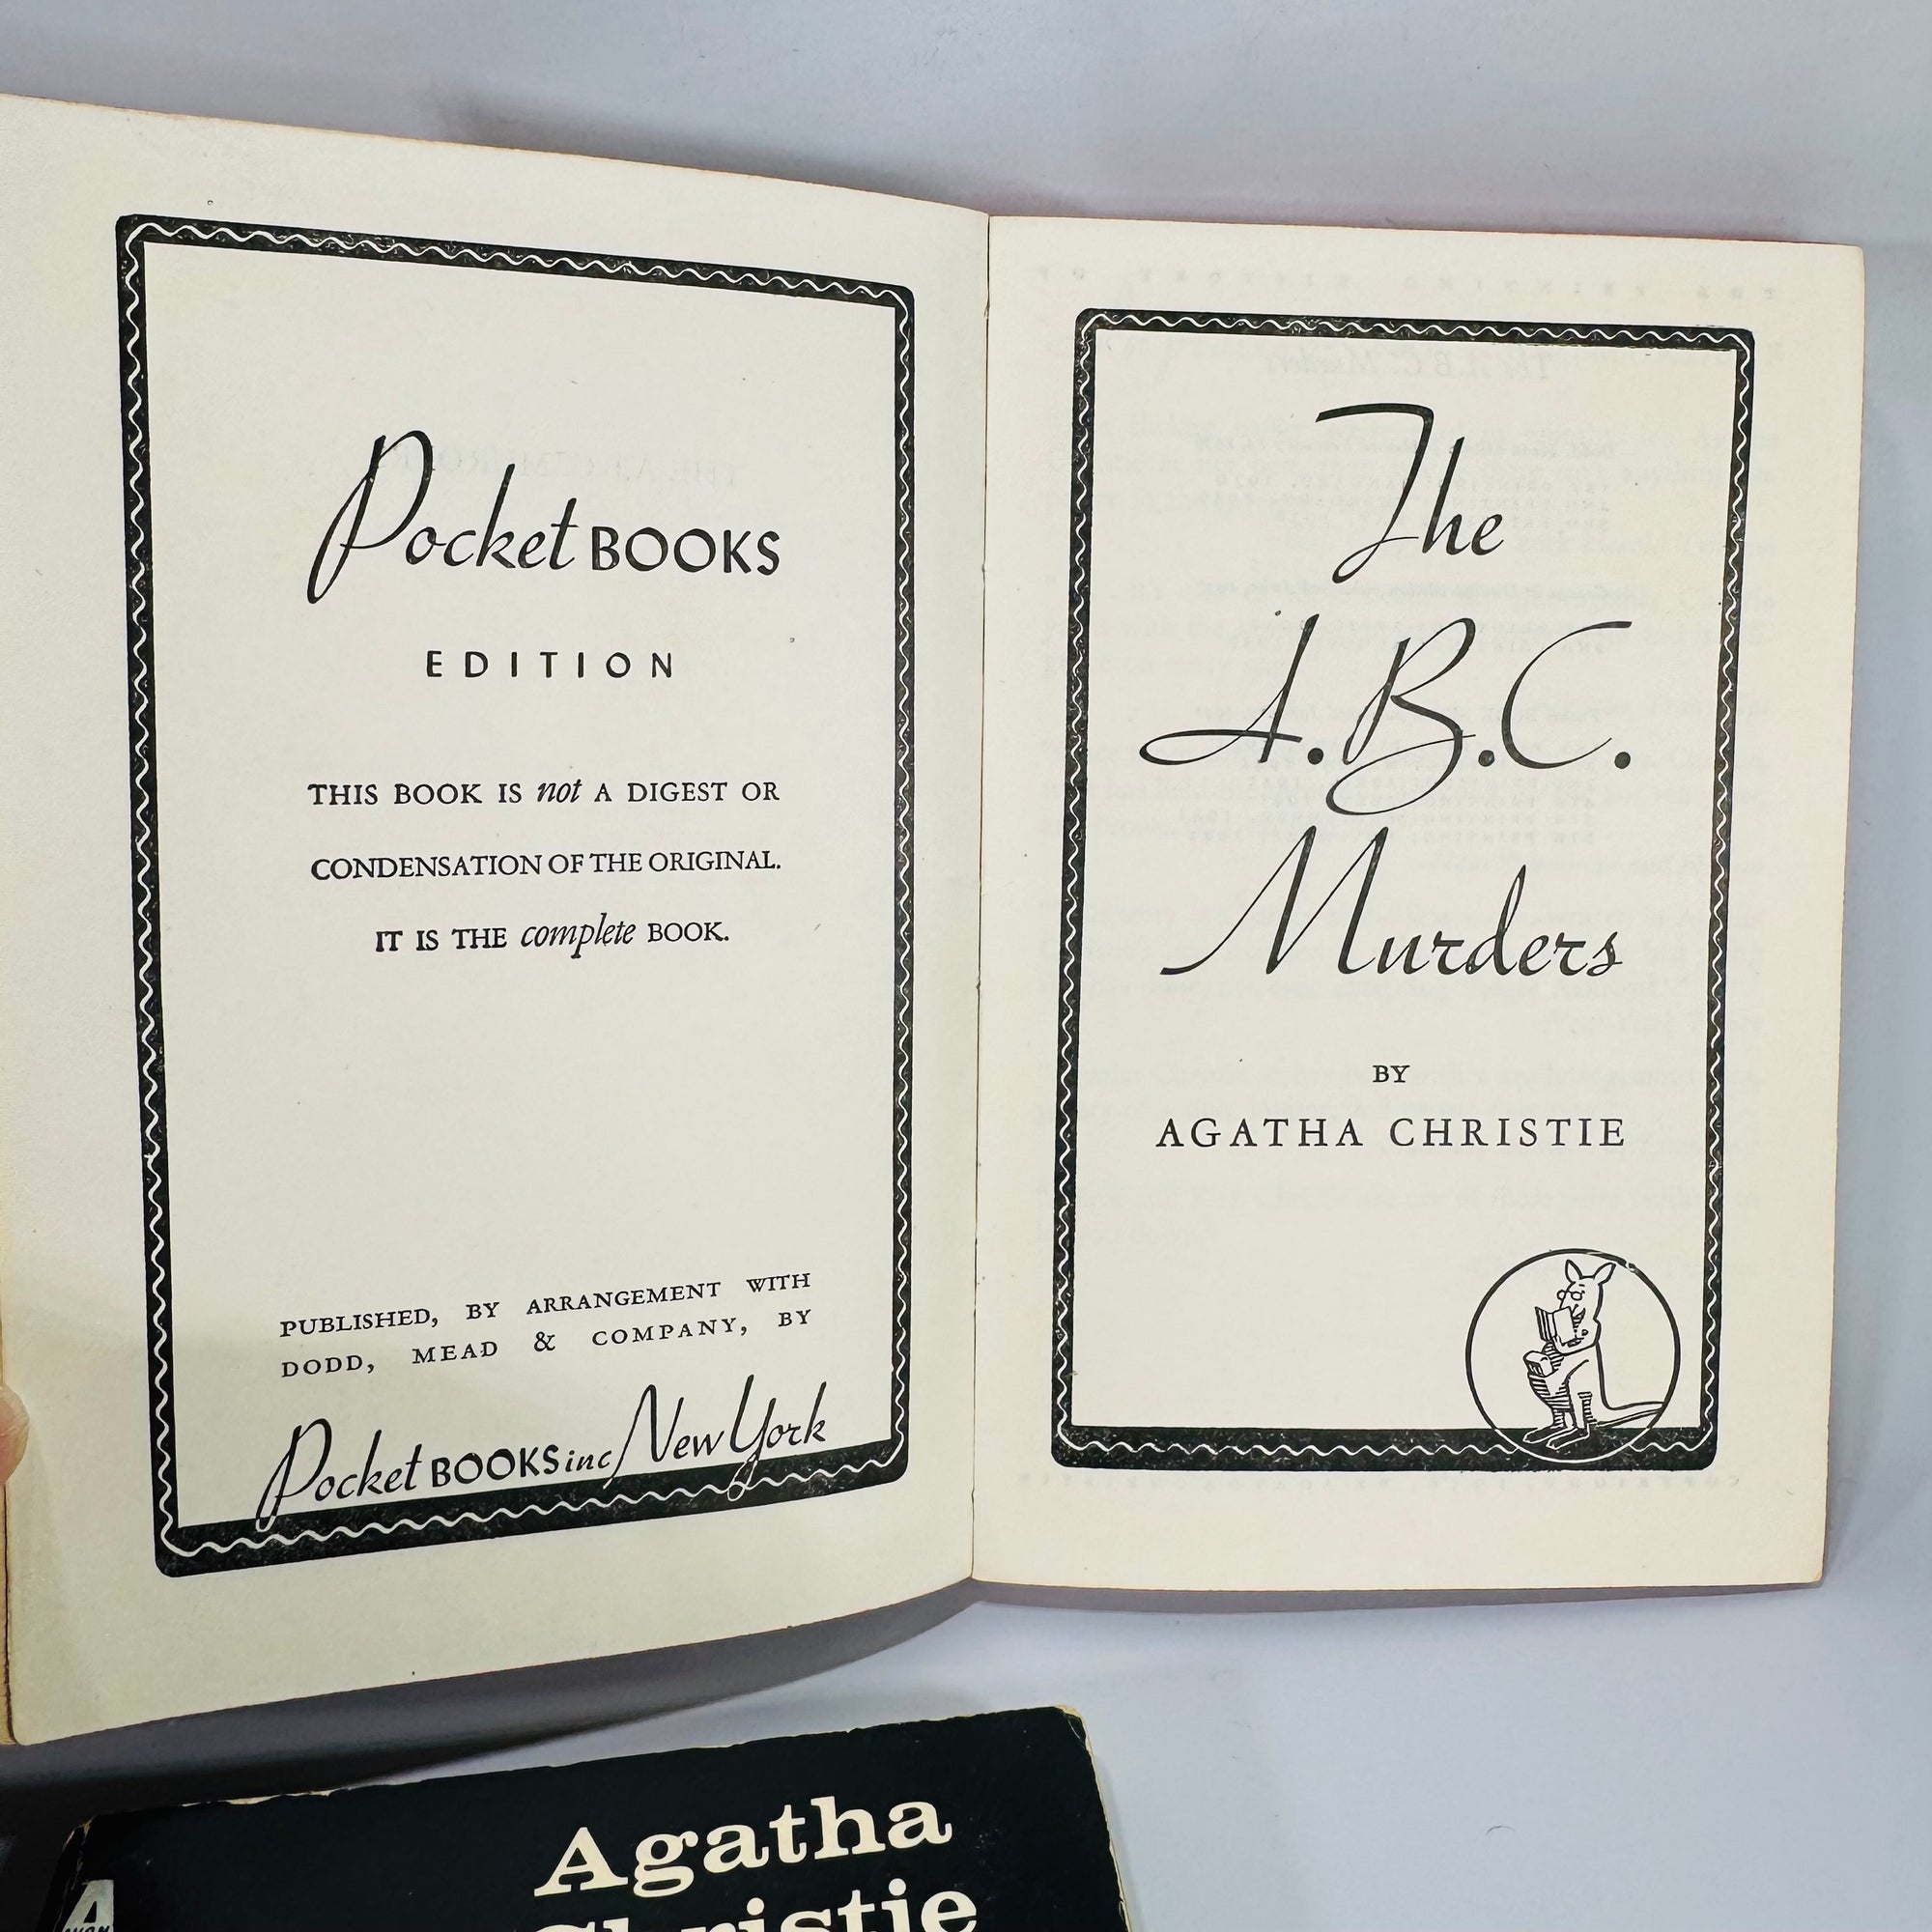 Pocket BOOKS
EDITION
THIS BOOK IS not A DIGEST OR
CONDENSATION OF THE ORIGINAL.
IT IS THE complete BOOK.
PUBLISHED, BY ARRANGEMENT WITH
DODD, MEAD & COMPANY, BY
Pocket BOOKS inc New York
The
A.B.C.
Murders
BY
AGATHA CHRISTIE
Agatha
Christie